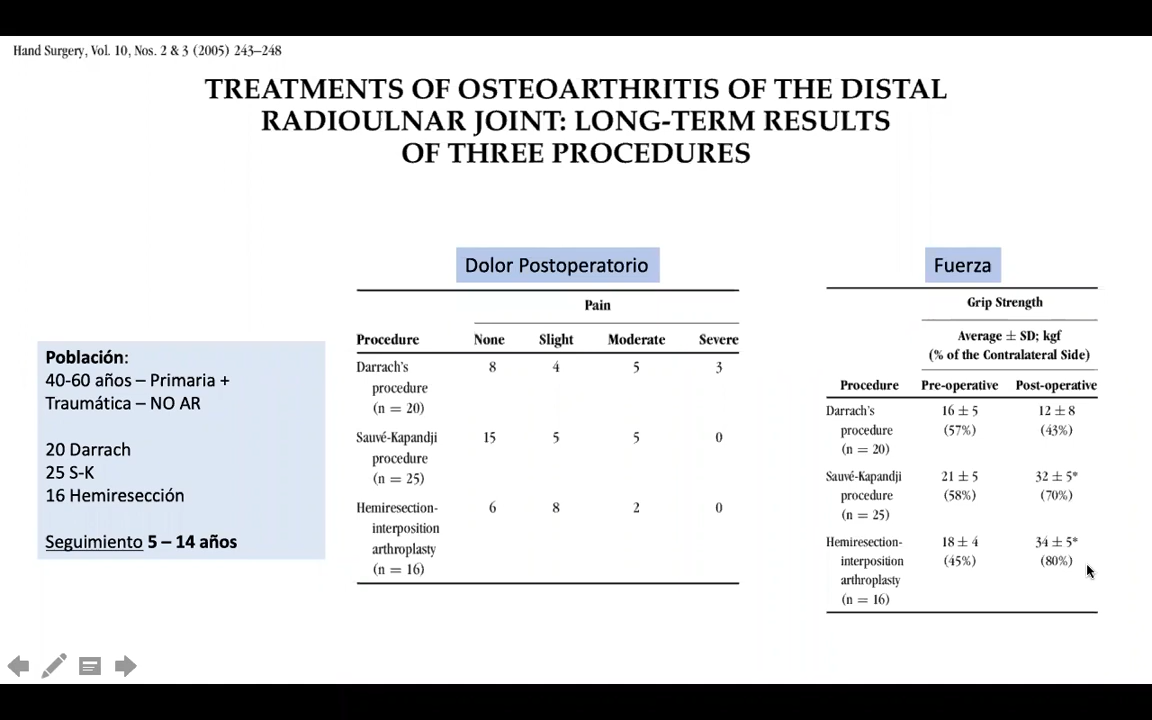 Hand Surgery, Vol. 10, Nos. 2 & 3 (2005) 243–248
TREATMENTS OF OSTEOARTHRITIS OF THE DISTAL
RADIOULNAR JOINT: LONG-TERM RESULTS
OF THREE PROCEDURES
Población:
40-60 años – Primaria +
Traumática – NO AR
20 Darrach
25 S-K
16 Hemiresección
Seguimiento 5 – 14 años
Dolor Postoperatorio
Pain
Procedure None Slight Moderate Severe
Darrach's 8 4 5 3
procedure
(n = 20)
Sauvé-Kapandji 15 5 5 0
procedure
(n = 25)
Hemiresection- 6 8 2 0
interposition
arthroplasty
(n = 16)
Fuerza
Grip Strength
Average ± SD; kgf
(% of the Contralateral Side)
Procedure Pre-operative Post-operative
Darrach's 16 ± 5 12 ± 8
procedure (57%) (43%)
(n = 20)
Sauvé-Kapandji 21 ± 5 32 ± 5*
procedure (58%) (70%)
(n = 25)
Hemiresection- 18 ± 4 34 ± 5*
interposition (45%) (80%)
arthroplasty
(n = 16)